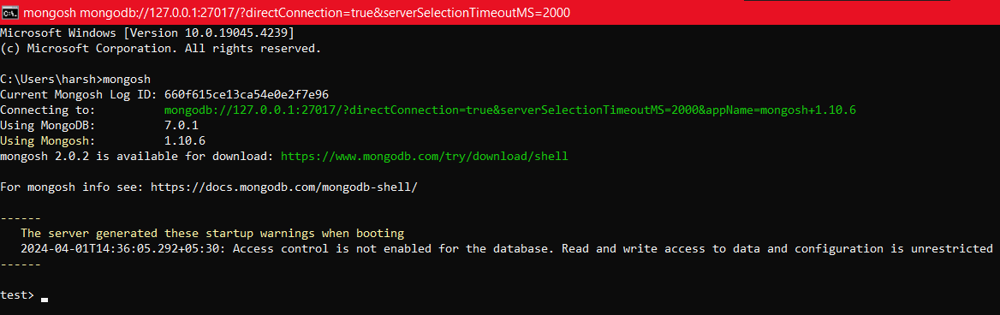 mongosh mongodb://127.0.0.1:27017/?directConnection=true&serverSelectionTimeoutMS=2000
Microsoft Windows [Version 10.0.19045.4239]
(c) Microsoft Corporation. All rights reserved.
C:\Users\harsh>mongosh
Current Mongosh Log ID: 660f615ce13ca54e0e2f7e96
Connecting to:          mongodb://127.0.0.1:27017/?directConnection=true&serverSelectionTimeoutMS=2000&appName=mongosh+1.10.6
Using MongoDB:          7.0.1
Using Mongosh:          1.10.6
mongosh 2.0.2 is available for download: https://www.mongodb.com/try/download/shell
For mongosh info see: https://docs.mongodb.com/mongodb-shell/
------
   The server generated these startup warnings when booting
   2024-04-01T14:36:05.292+05:30: Access control is not enabled for the database. Read and write access to data and configuration is unrestricted
------
test>